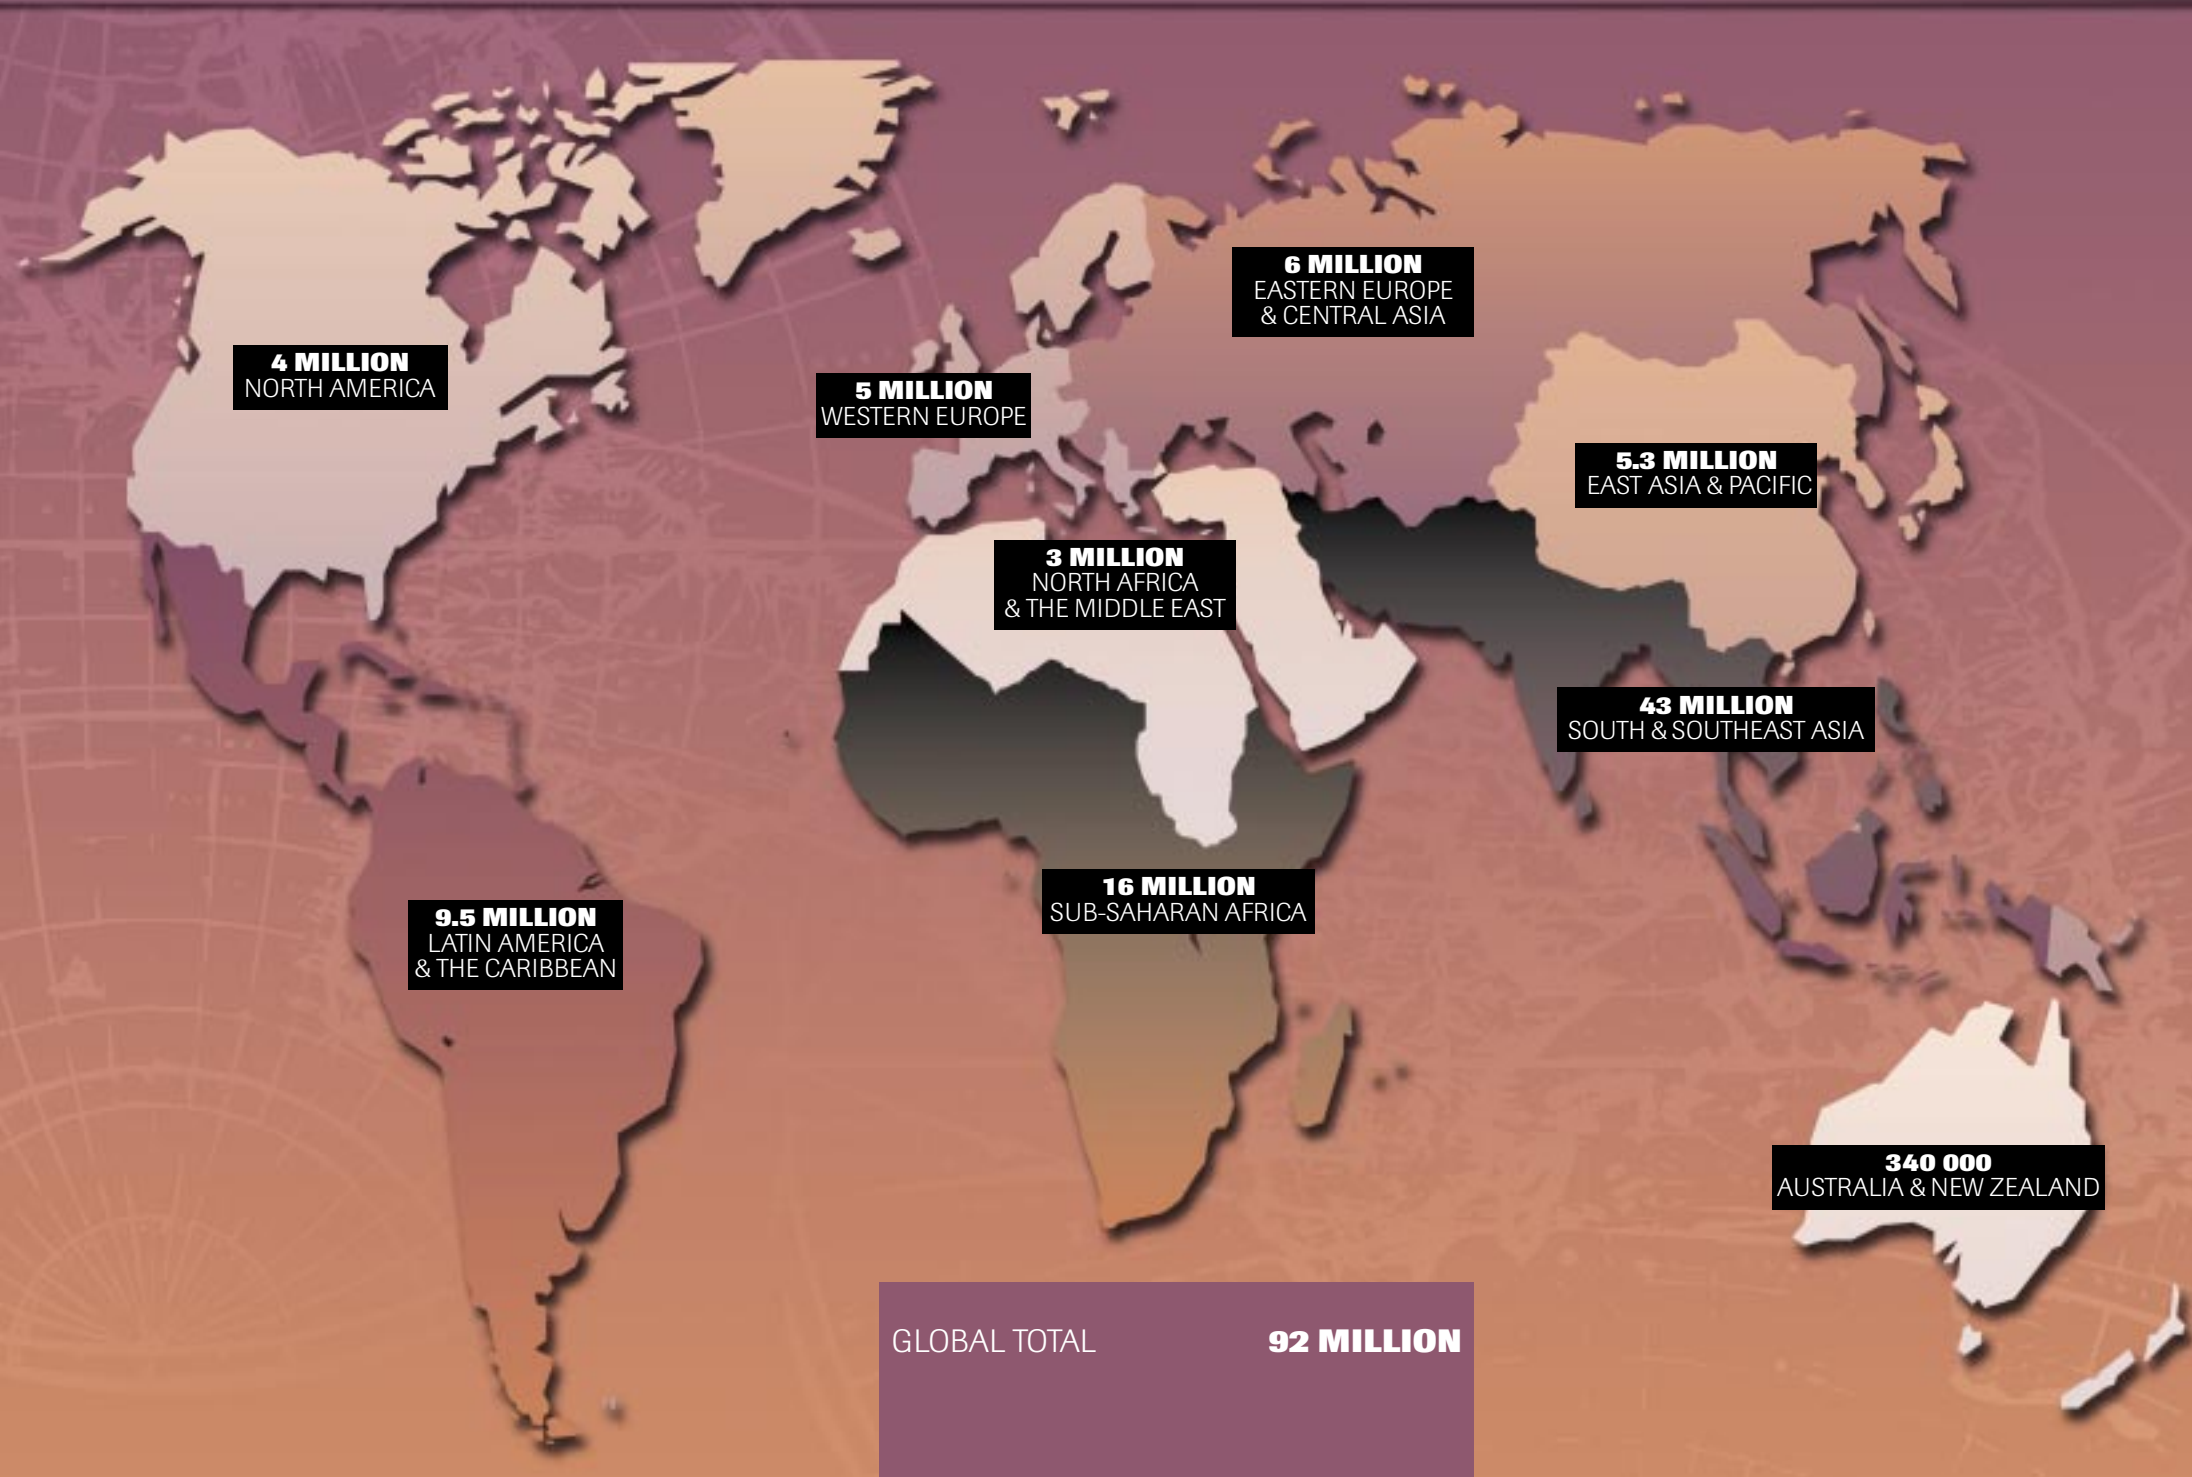 6 MILLION
EASTERN EUROPE
& CENTRAL ASIA
4 MILLION
NORTH AMERICA
5 MILLION
WESTERN EUROPE
5.3 MILLION
EAST ASIA & PACIFIC
3 MILLION
NORTH AFRICA
& THE MIDDLE EAST
43 MILLION
SOUTH & SOUTHEAST ASIA
16 MILLION
SUB-SAHARAN AFRICA
9.5 MILLION
LATIN AMERICA
& THE CARIBBEAN
340 000
AUSTRALIA & NEW ZEALAND
GLOBAL TOTAL 92 MILLION